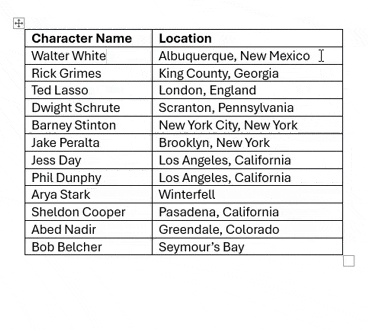 Character Name Location
Walter White Albuquerque, New Mexico
Rick Grimes King County, Georgia
Ted Lasso London, England
Dwight Schrute Scranton, Pennsylvania
Barney Stinton New York City, New York
Jake Peralta Brooklyn, New York
Jess Day Los Angeles, California
Phil Dunphy Los Angeles, California
Arya Stark Winterfell
Sheldon Cooper Pasadena, California
Abed Nadir Greendale, Colorado
Bob Belcher Seymour’s Bay